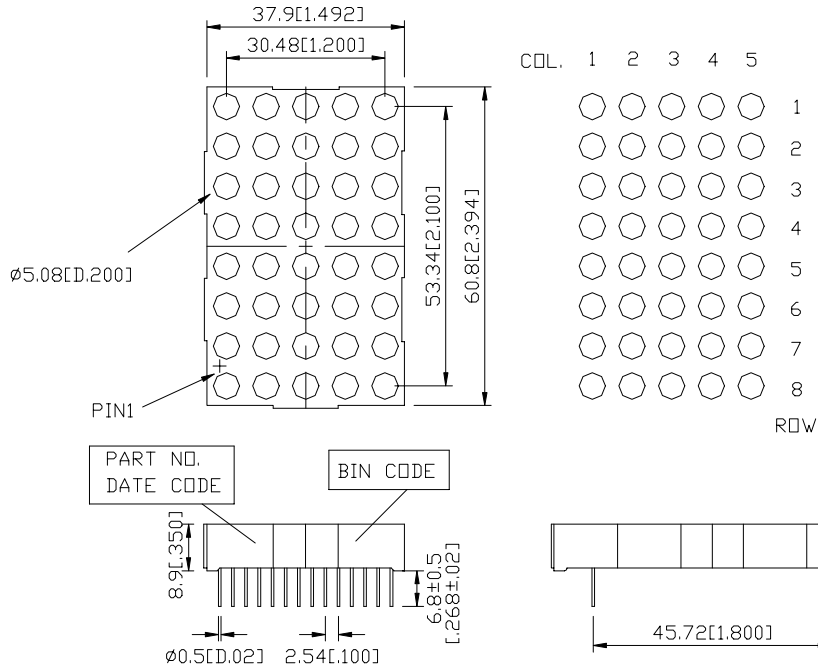 37.9[1.492]
30.48[1.200]
COL. 1 2 3 4 5
1
2
3
4
5
6
7
8
ROW
53.34[2.100]
60.8[2.394]
ø5.08[D.200]
PIN1
PART NO.
DATE CODE
BIN CODE
8.9[.350]
6.8±0.5
[.268±.02]
ø0.5[D.02]
2.54[.100]
45.72[1.800]